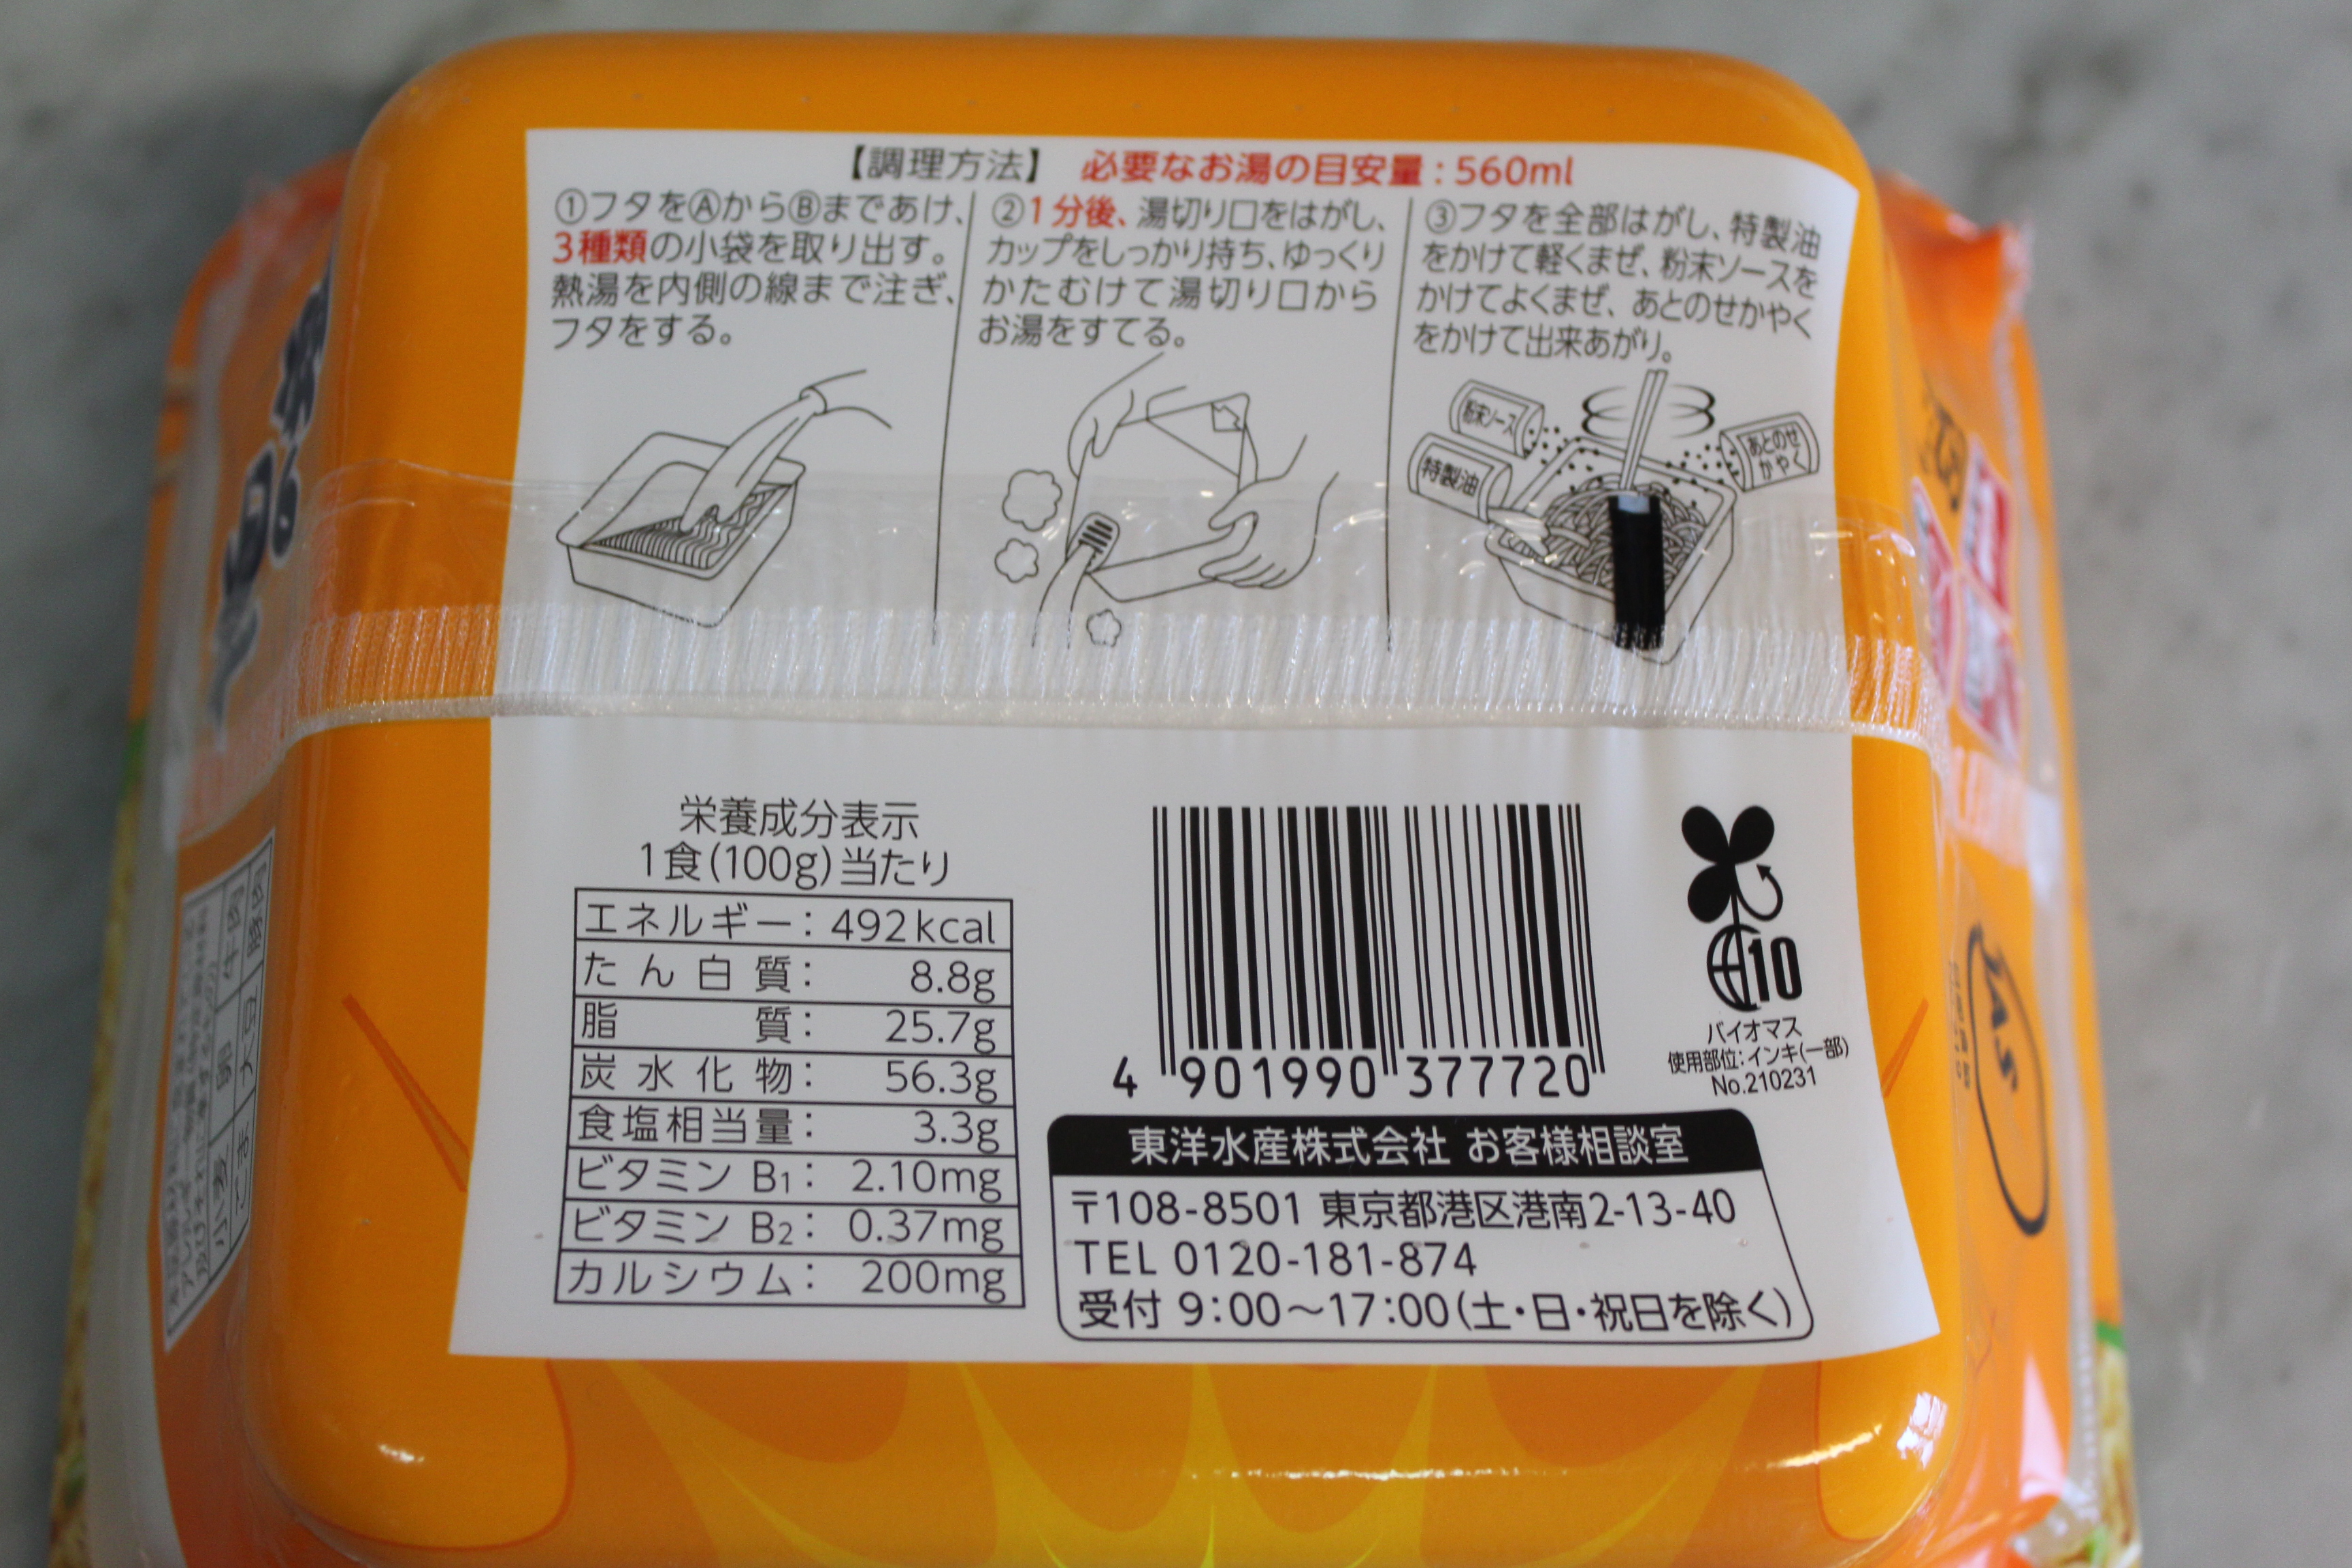 【調理方法】 必要なお湯の目安量：560ml
①フタをⒶからⒷまであけ、
3種類の小袋を取り出す。
熱湯を内側の線まで注ぎ、
フタをする。
②1分後、湯切り口をはがし、
カップをしっかり持ち、ゆっくり
かたむけて湯切り口から
お湯をすてる。
③フタを全部はがし、特製油
をかけて軽くまぜ、粉末ソースを
かけてよくまぜ、あとのせかやく
をかけて出来あがり。
粉末ソース
特製油
あとのせ
かやく
栄養成分表示
1食(100g)当たり
エネルギー： 492kcal
たん白質： 8.8g
脂質： 25.7g
炭水化物： 56.3g
食塩相当量： 3.3g
ビタミン B1： 2.10mg
ビタミン B2： 0.37mg
カルシウム： 200mg
4 901990 377720
10
バイオマス
使用部位：インキ(一部)
No.210231
東洋水産株式会社 お客様相談室
〒108-8501 東京都港区港南2-13-40
TEL 0120-181-874
受付 9：00～17：00(土・日・祝日を除く)
小麦 卵 牛肉
ごま 大豆 豚肉
JAS